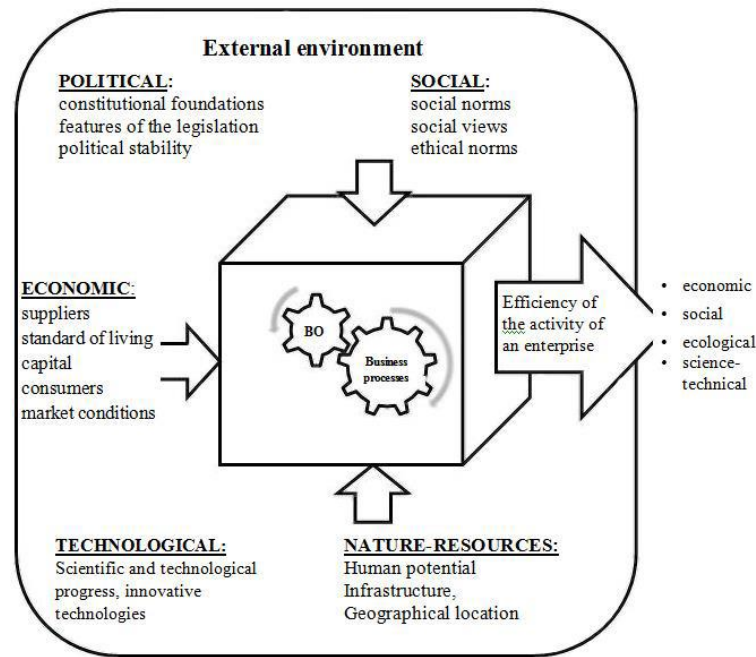 External environment
POLITICAL:
constitutional foundations
features of the legislation
political stability
SOCIAL:
social norms
social views
ethical norms
ECONOMIC:
suppliers
standard of living
capital
consumers
market conditions
BO
Business
processes
Efficiency of
the activity of
an enterprise
• economic
• social
• ecological
• science-
technical
TECHNOLOGICAL:
Scientific and technological
progress, innovative
technologies
NATURE-RESOURCES:
Human potential
Infrastructure,
Geographical location